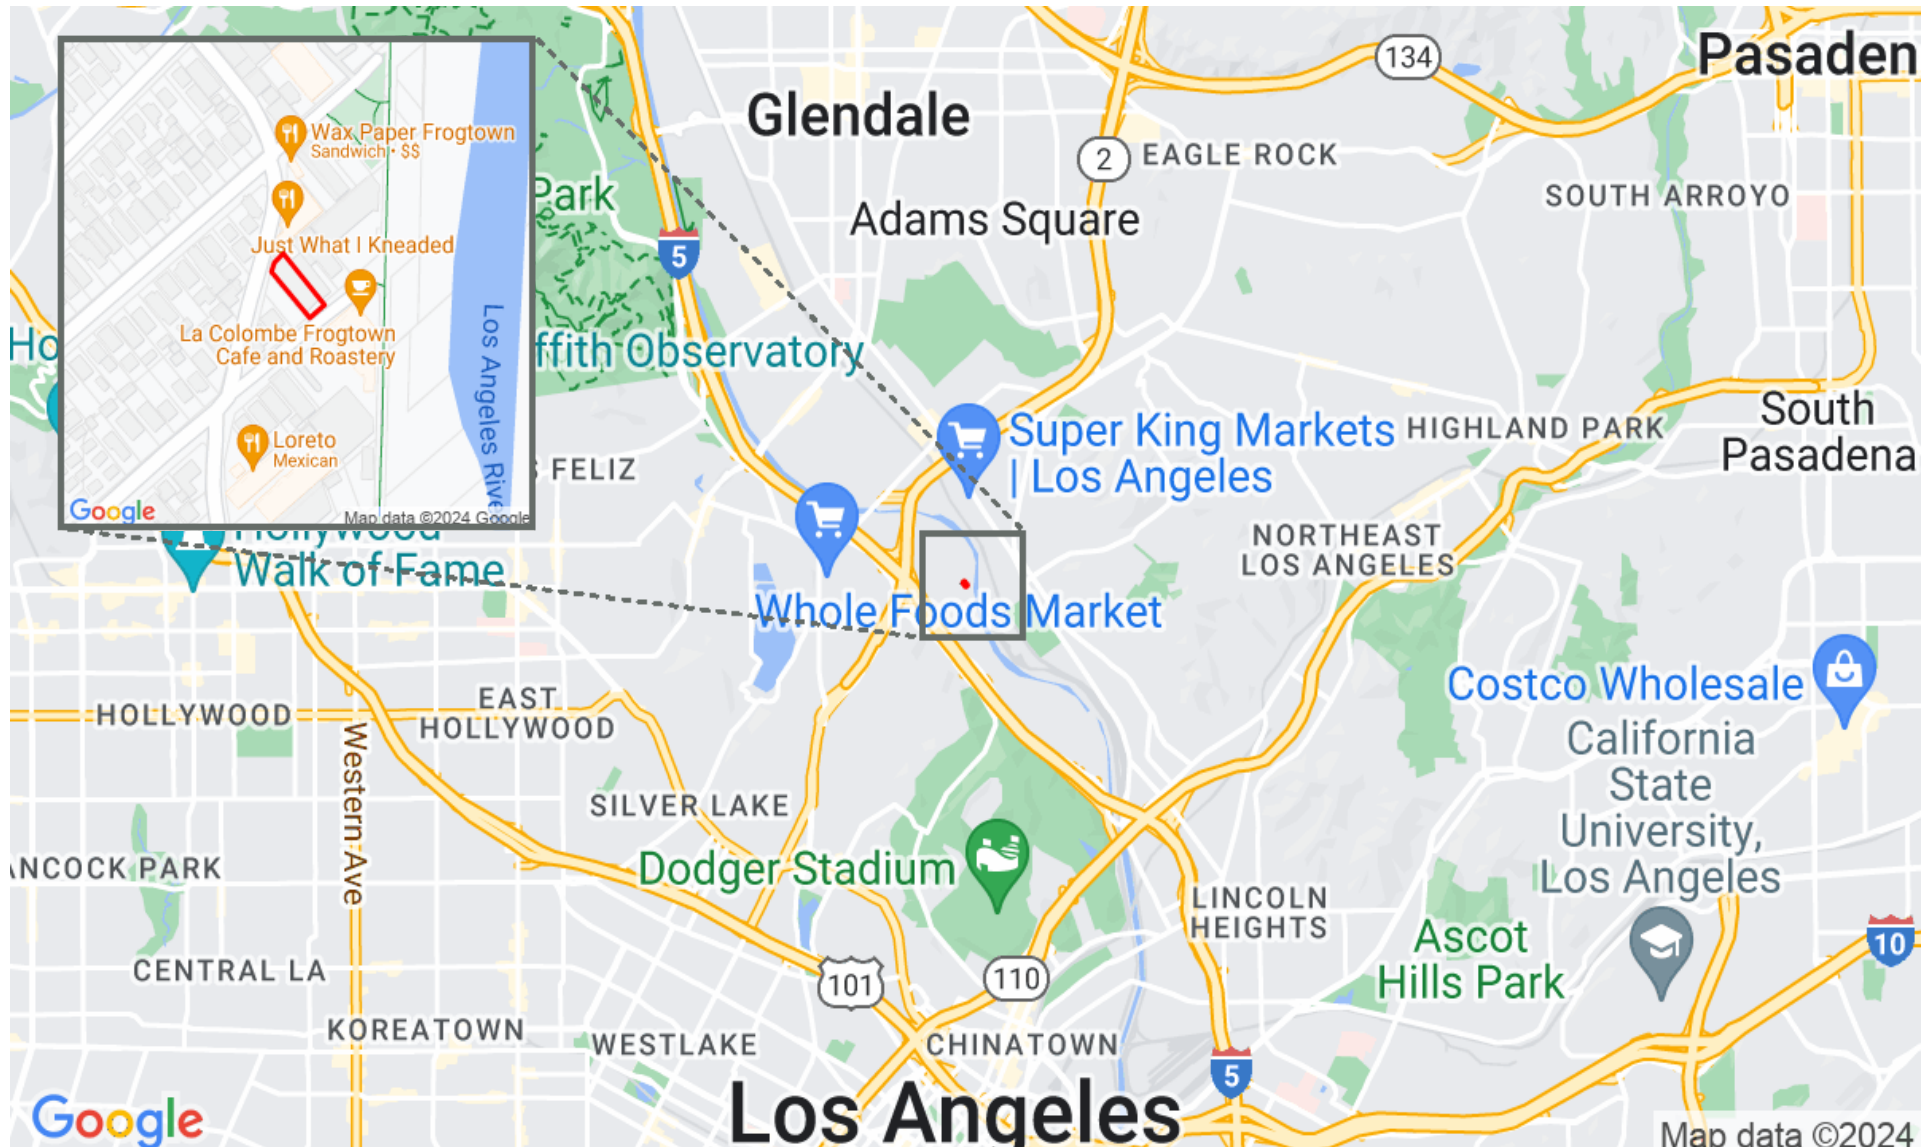 134
Pasaden
Glendale
2
EAGLE ROCK
SOUTH ARROYO
Adams Square
Park
5
Wax Paper Frogtown
Sandwich • $$
Just What I Kneaded
La Colombe Frogtown
Cafe and Roastery
Los Angeles Rive
Loreto
Mexican
Google
Map data ©2024 Google
Ho
ffith Observatory
Super King Markets
| Los Angeles
HIGHLAND PARK
South
Pasadena
S FELIZ
NORTHEAST
LOS ANGELES
Hollywood
Walk of Fame
Whole Foods Market
Costco Wholesale
HOLLYWOOD
EAST
HOLLYWOOD
Western Ave
California
State
University,
Los Angeles
SILVER LAKE
ANCOCK PARK
Dodger Stadium
LINCOLN
HEIGHTS
Ascot
Hills Park
10
CENTRAL LA
101
110
KOREATOWN
WESTLAKE
CHINATOWN
5
Los Angeles
Google
Map data ©2024